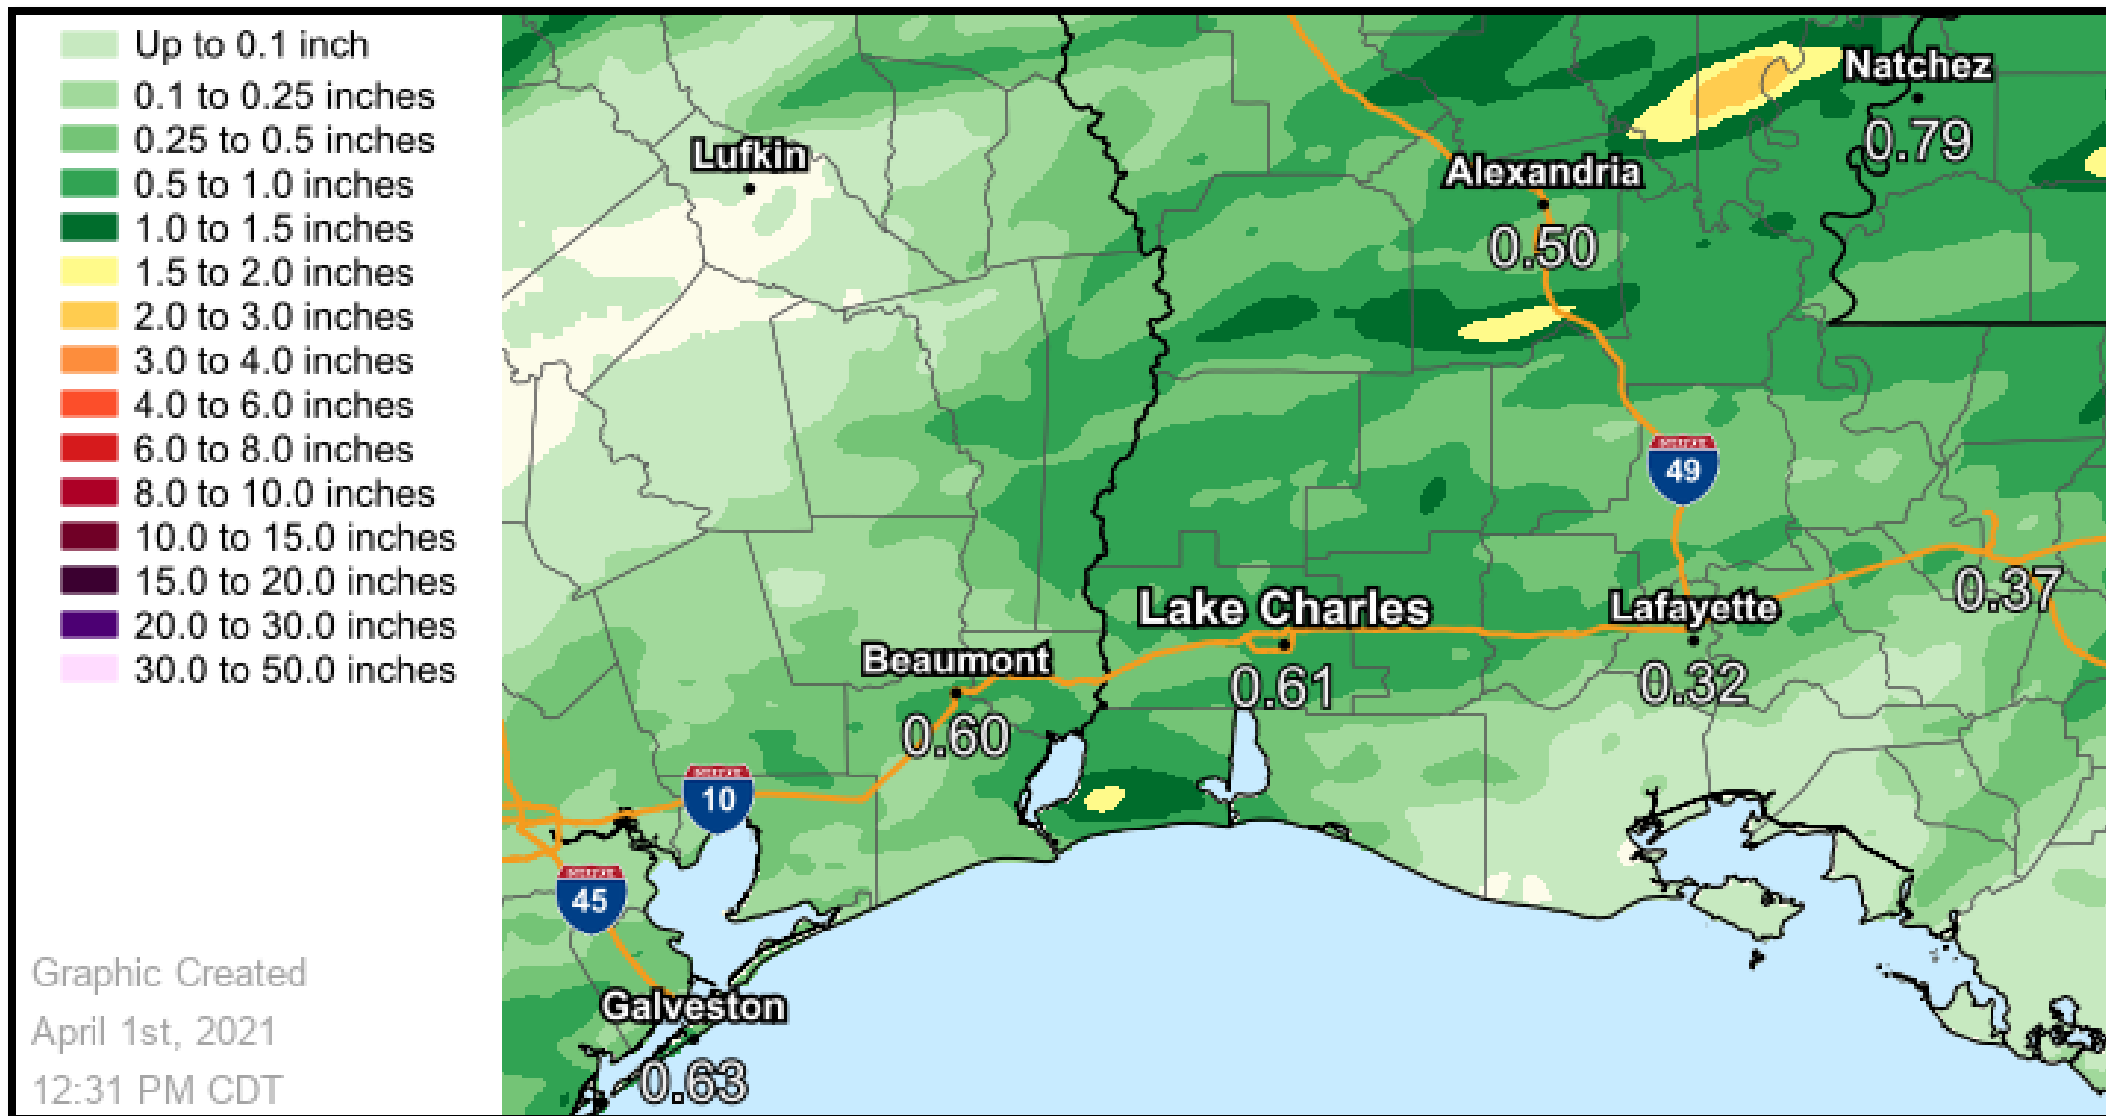 Up to 0.1 inch
0.1 to 0.25 inches
0.25 to 0.5 inches
0.5 to 1.0 inches
1.0 to 1.5 inches
1.5 to 2.0 inches
2.0 to 3.0 inches
3.0 to 4.0 inches
4.0 to 6.0 inches
6.0 to 8.0 inches
8.0 to 10.0 inches
10.0 to 15.0 inches
15.0 to 20.0 inches
20.0 to 30.0 inches
30.0 to 50.0 inches
Graphic Created
April 1st, 2021
12:31 PM CDT
Natchez
0.79
Lufkin
Alexandria
0.50
49
0.37
Lake Charles
0.61
Lafayette
0.32
Beaumont
0.60
10
45
Galveston
0.63